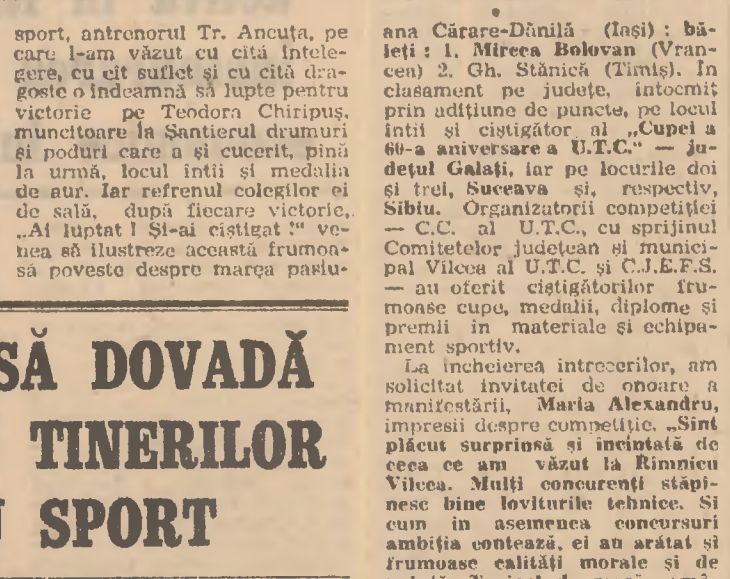 sport, antrenorul Tr. Ancuța, pe
care l-am văzut cu cîtă înțele-
gere, cu cît suflet și cu cîtă dra-
goste o îndeamnă să lupte pentru
victorie pe Teodora Chiripuș,
muncitoare la Șantierul drumuri
și poduri care a și cucerit, pînă
la urmă, locul întîi și medalia
de aur. Iar refrenul colegilor ei
de sală, după fiecare victorie,
„Ai luptat ! Și-ai cîștigat !" ve-
nea să ilustreze această frumoa-
să poveste despre marea pasiu-
SĂ DOVADĂ
TINERILOR
SPORT
ana Cărare-Dănilă (Iași) : bă-
ieți : 1. Mircea Bolovan (Vran-
cea) 2. Gh. Stănică (Timiș). În
clasament pe județe, întocmit
prin adițiune de puncte, pe locul
întîi și cîștigător al „Cupei a
60-a aniversare a U.T.C." — ju-
dețul Galați, iar pe locurile doi
și trei, Suceava și, respectiv,
Sibiu. Organizatorii competiției
— C.C. al U.T.C., cu sprijinul
Comitetelor județean și munici-
pal Vîlcea al U.T.C. și C.J.E.F.S.
— au oferit cîștigătorilor fru-
moase cupe, medalii, diplome și
premii în materiale și echipa-
ment sportiv.
La încheierea întrecerilor, am
solicitat invitatei de onoare a
manifestării, Maria Alexandru,
impresii despre competiție. „Sînt
plăcut surprinsă și încîntată de
ceea ce am văzut la Rîmnicu
Vîlcea. Mulți concurenți stăpî-
nesc bine loviturile tehnice. Și
cum în asemenea concursuri
ambiția contează, ei au arătat și
frumoase calități morale și de